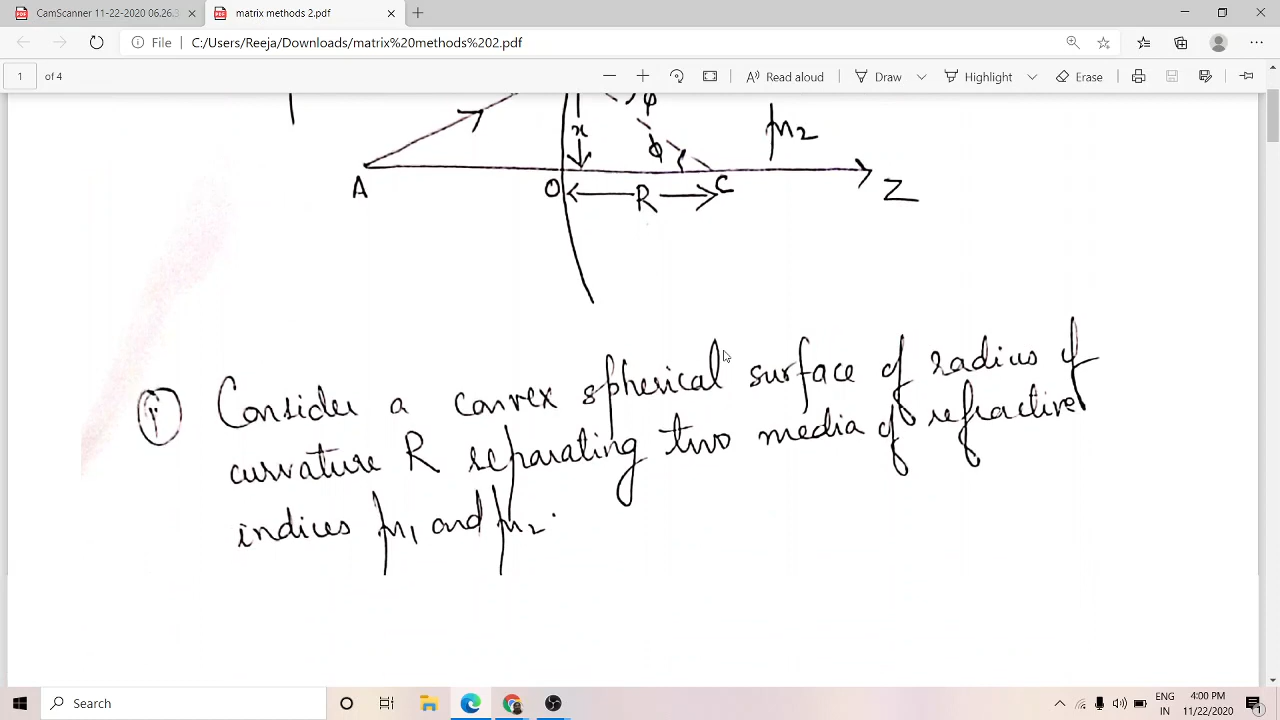 CamScanner 11-22-2020 06.26.3
matrix methods 2.pdf
File
C:/Users/Reeja/Downloads/matrix%20methods%202.pdf
1 of 4
Read aloud
Draw
Highlight
Erase
φ
x
φ
μ2
A
O
R
C
Z
Consider a convex spherical surface of radius of
curvature R separating two media of refractive
indices μ1 and μ2.
Search
ENG
IN
4:00 PM
11/22/2020
1